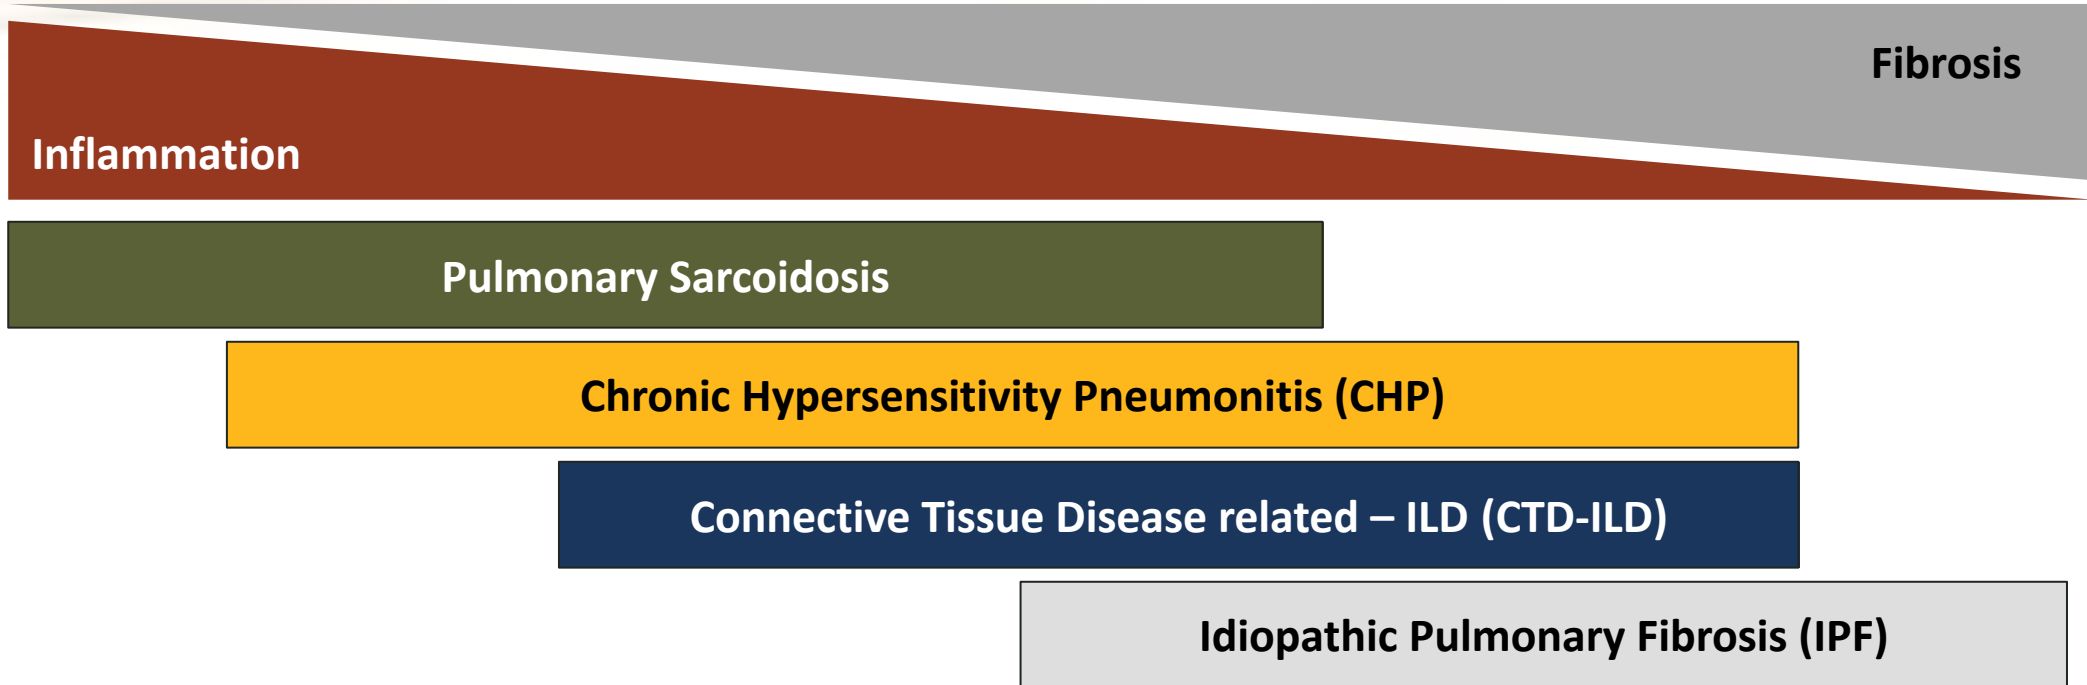 Fibrosis
Inflammation
Pulmonary Sarcoidosis
Chronic Hypersensitivity Pneumonitis (CHP)
Connective Tissue Disease related – ILD (CTD-ILD)
Idiopathic Pulmonary Fibrosis (IPF)